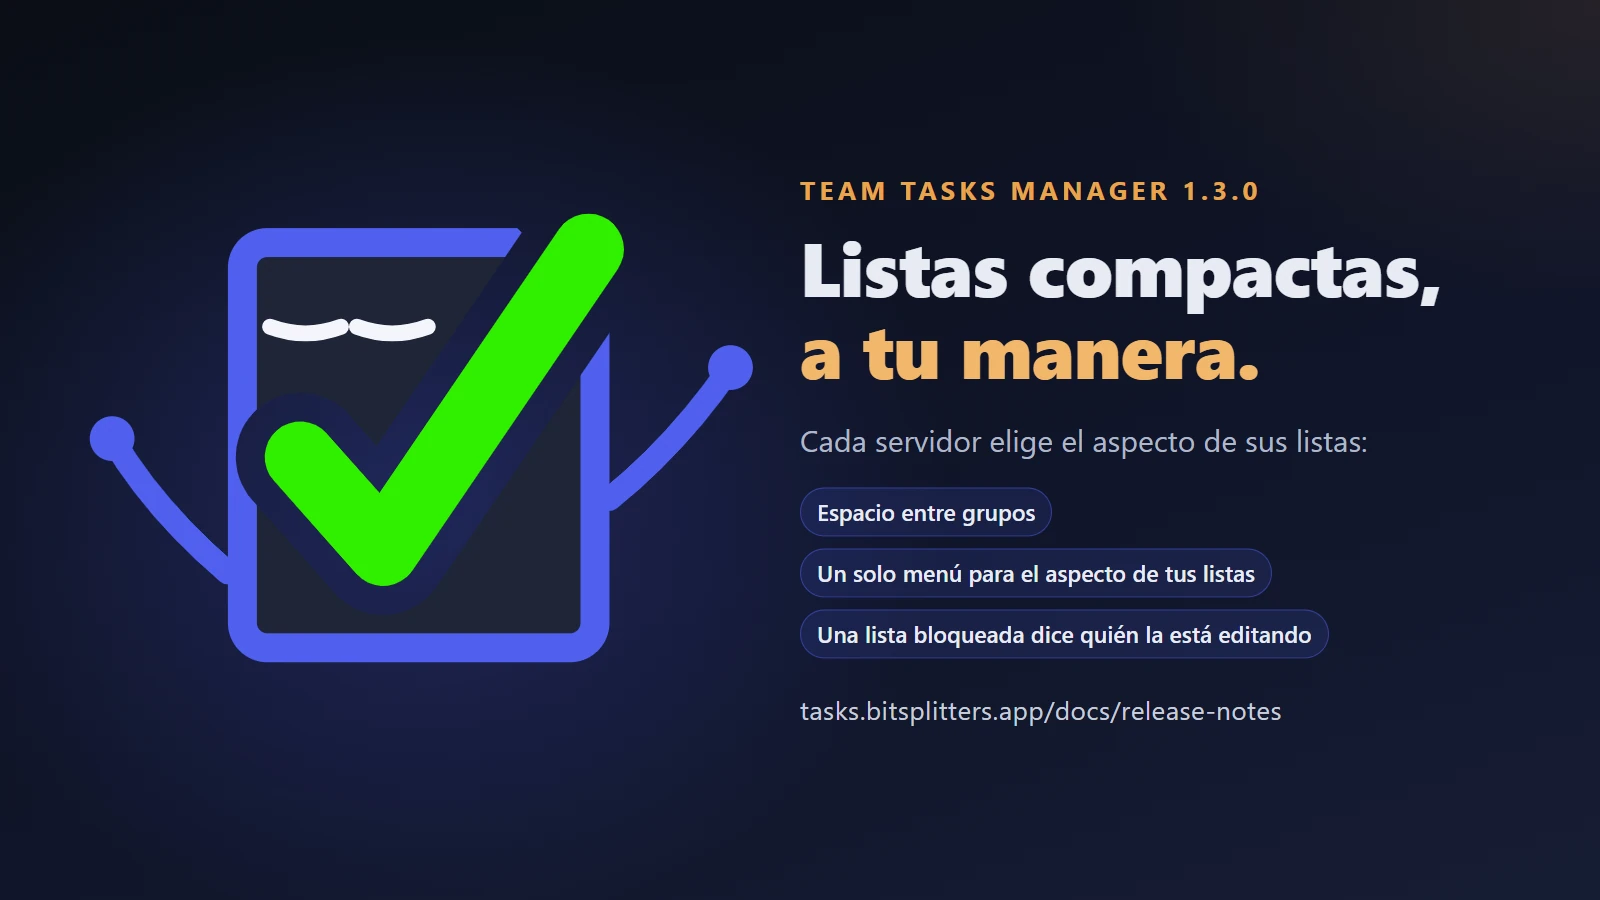 TEAM TASKS MANAGER 1.3.0
Listas compactas,
a tu manera.
Cada servidor elige el aspecto de sus listas:
Espacio entre grupos
Un solo menú para el aspecto de tus listas
Una lista bloqueada dice quién la está editando
tasks.bitsplitters.app/docs/release-notes